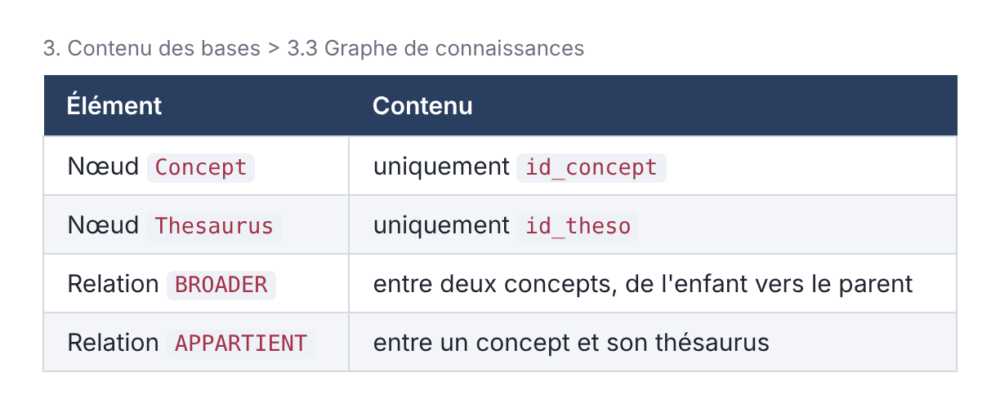 3. Contenu des bases > 3.3 Graphe de connaissances
Élément Contenu
Nœud Concept uniquement id_concept
Nœud Thesaurus uniquement id_theso
Relation BROADER entre deux concepts, de l'enfant vers le parent
Relation APPARTIENT entre un concept et son thésaurus